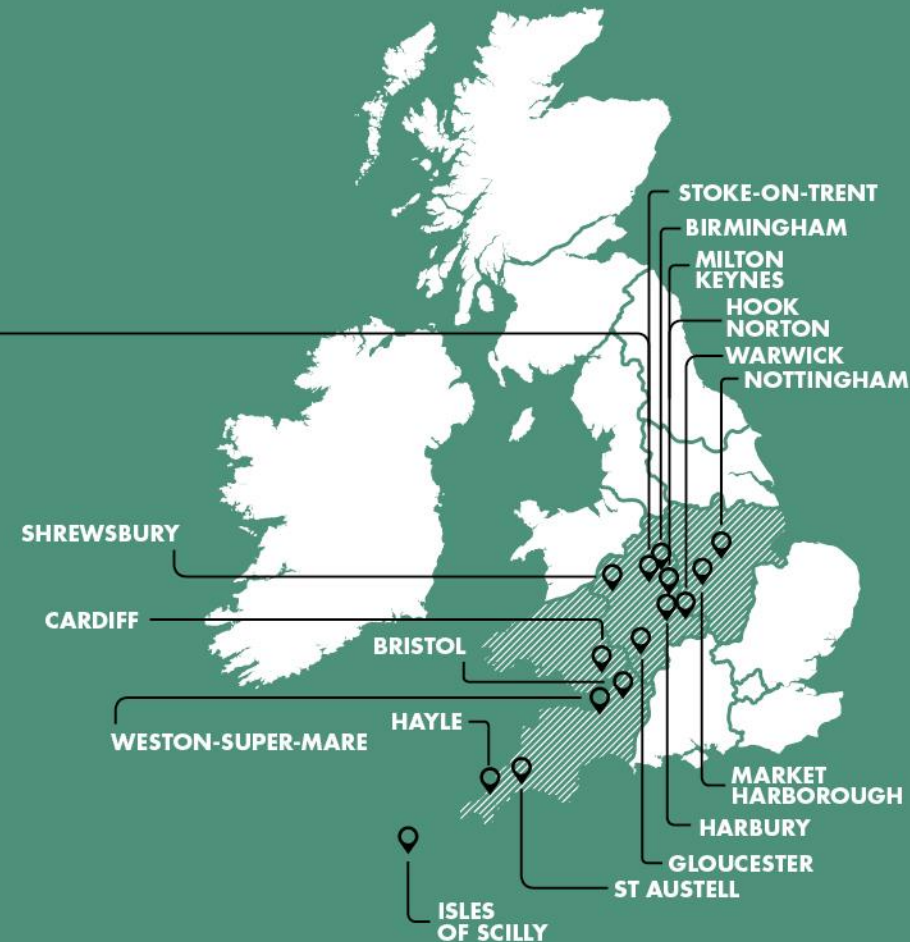 STOKE-ON-TRENT
BIRMINGHAM
MILTON
KEYNES
HOOK
NORTON
WARWICK
NOTTINGHAM
SHREWSBURY
CARDIFF
BRISTOL
WESTON-SUPER-MARE
HAYLE
MARKET
HARBOROUGH
HARBURY
GLOUCESTER
ST AUSTELL
ISLES
OF SCILLY